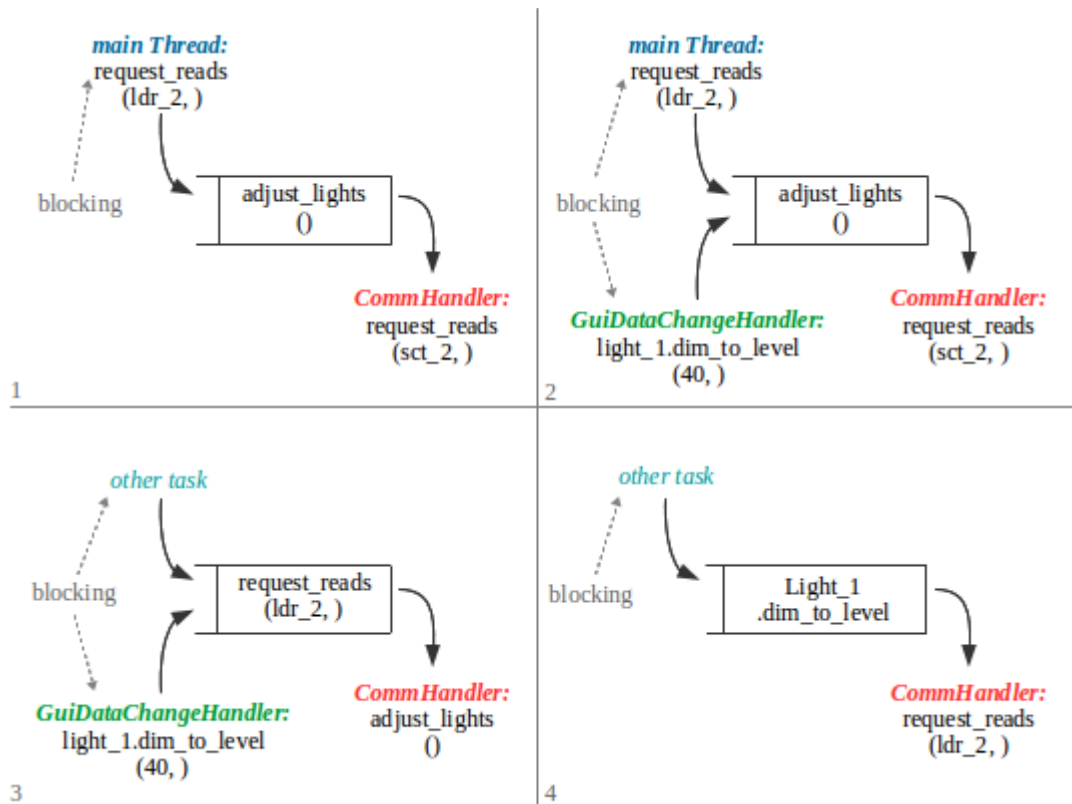 main Thread:
request_reads
(ldr_2, )
blocking
adjust_lights
()
CommHandler:
request_reads
(sct_2, )
1
main Thread:
request_reads
(ldr_2, )
blocking
adjust_lights
()
CommHandler:
request_reads
(sct_2, )
GuiDataChangeHandler:
light_1.dim_to_level
(40, )
2
other task
blocking
request_reads
(ldr_2, )
GuiDataChangeHandler:
light_1.dim_to_level
(40, )
CommHandler:
adjust_lights
()
3
other task
blocking
Light_1
.dim_to_level
CommHandler:
request_reads
(ldr_2, )
4